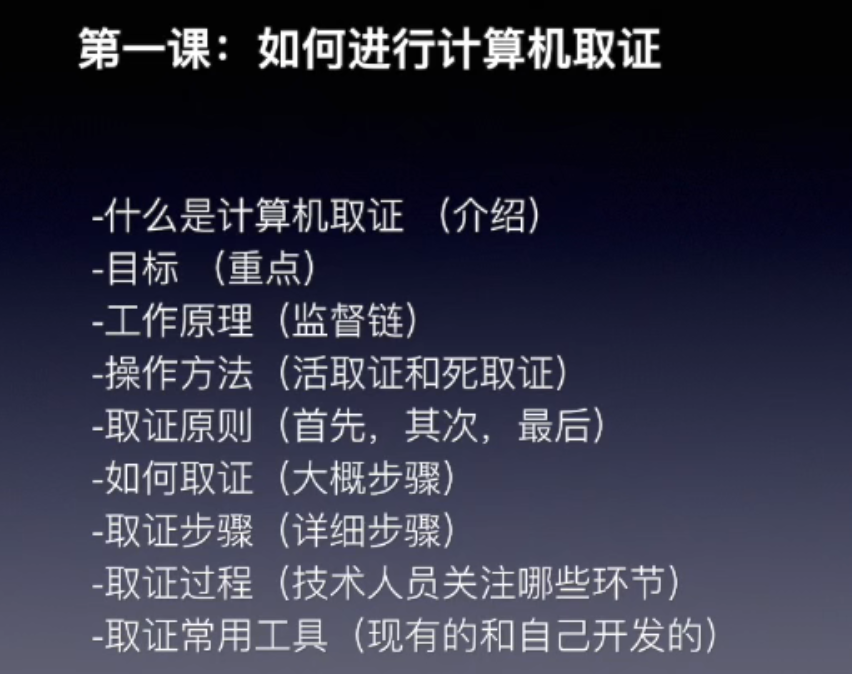 第一课：如何进行计算机取证
-什么是计算机取证 （介绍）
-目标 （重点）
-工作原理（监督链）
-操作方法（活取证和死取证）
-取证原则（首先，其次，最后）
-如何取证（大概步骤）
-取证步骤（详细步骤）
-取证过程（技术人员关注哪些环节）
-取证常用工具（现有的和自己开发的）